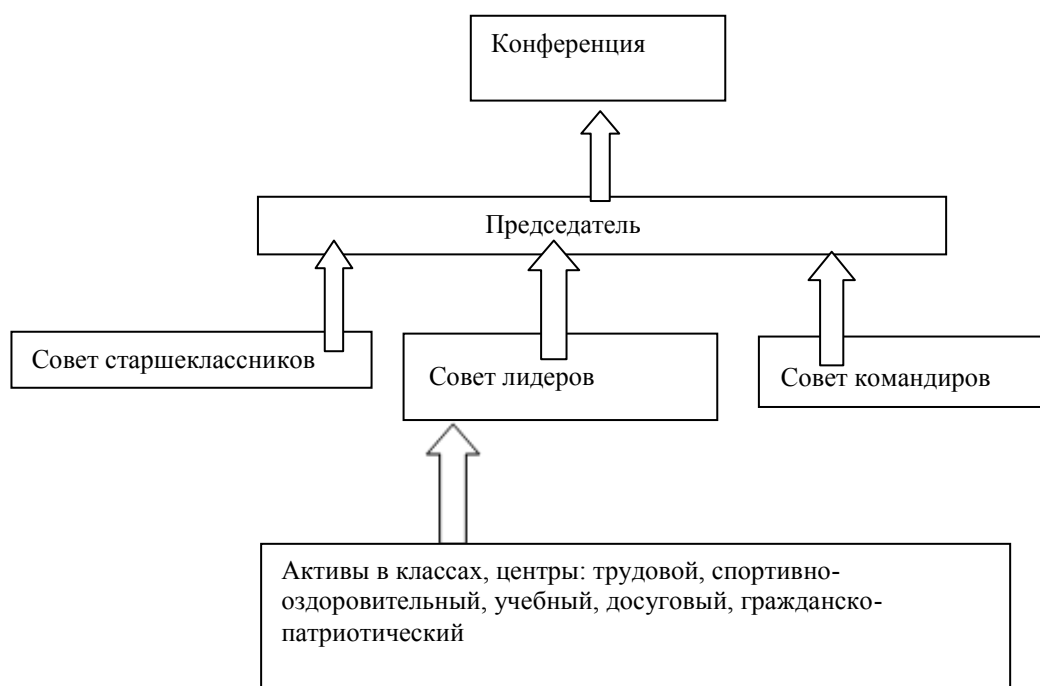 Конференция
Председатель
Совет старшеклассников
Совет лидеров
Совет командиров
Активы в классах, центры: трудовой, спортивно-
оздоровительный, учебный, досуговый, гражданско-
патриотический